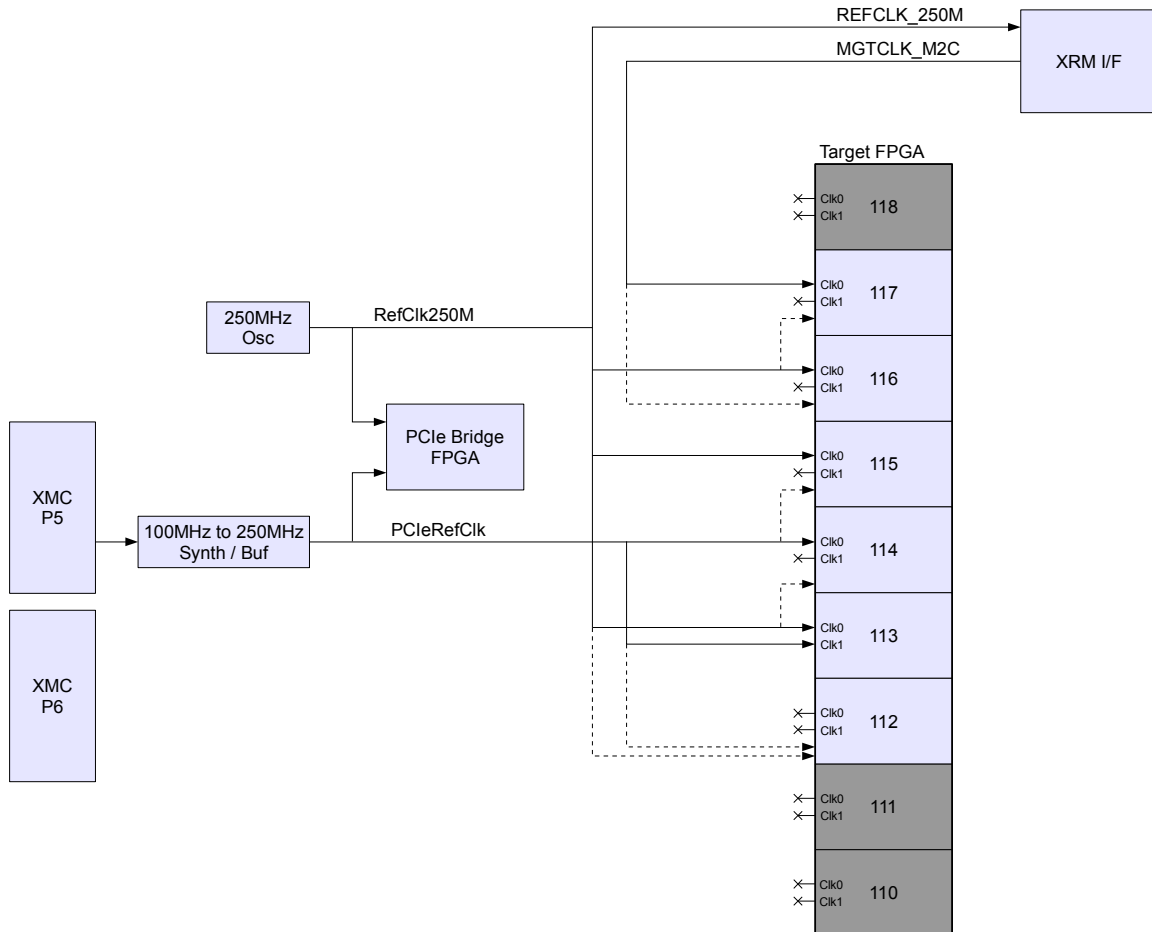 REFCLK_250M
MGTCLK_M2C
XRM I/F
Target FPGA
Clk0
Clk1
118
Clk0
Clk1
117
250MHz
Osc
RefClk250M
Clk0
Clk1
116
PCIe Bridge
FPGA
Clk0
Clk1
115
XMC
P5
100MHz to 250MHz
Synth / Buf
PCIeRefClk
Clk0
Clk1
114
Clk0
Clk1
113
XMC
P6
Clk0
Clk1
112
Clk0
Clk1
111
Clk0
Clk1
110